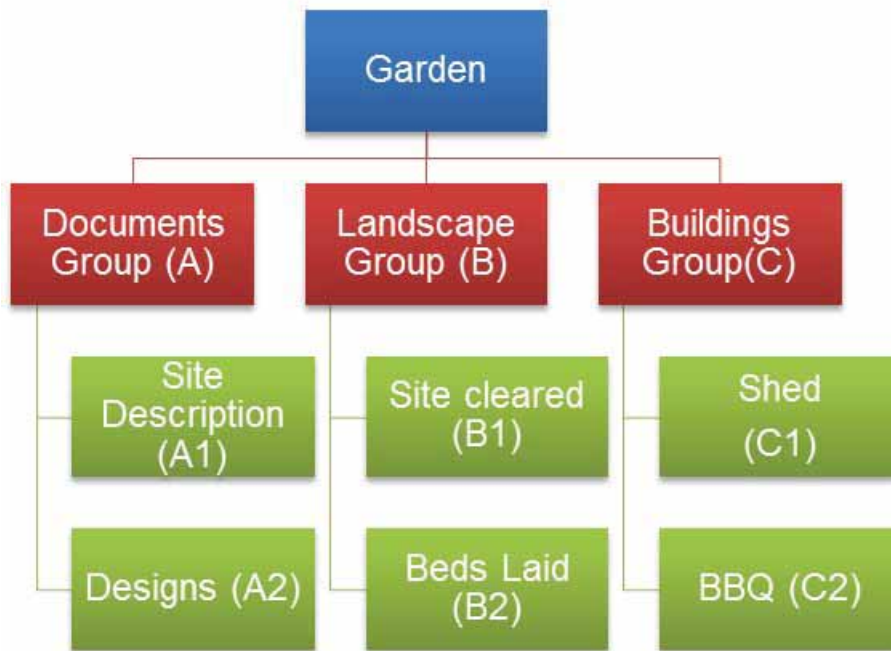 Garden
Documents
Group (A)
Landscape
Group (B)
Buildings
Group(C)
Site
Description
(A1)
Site cleared
(B1)
Shed
(C1)
Designs (A2)
Beds Laid
(B2)
BBQ (C2)